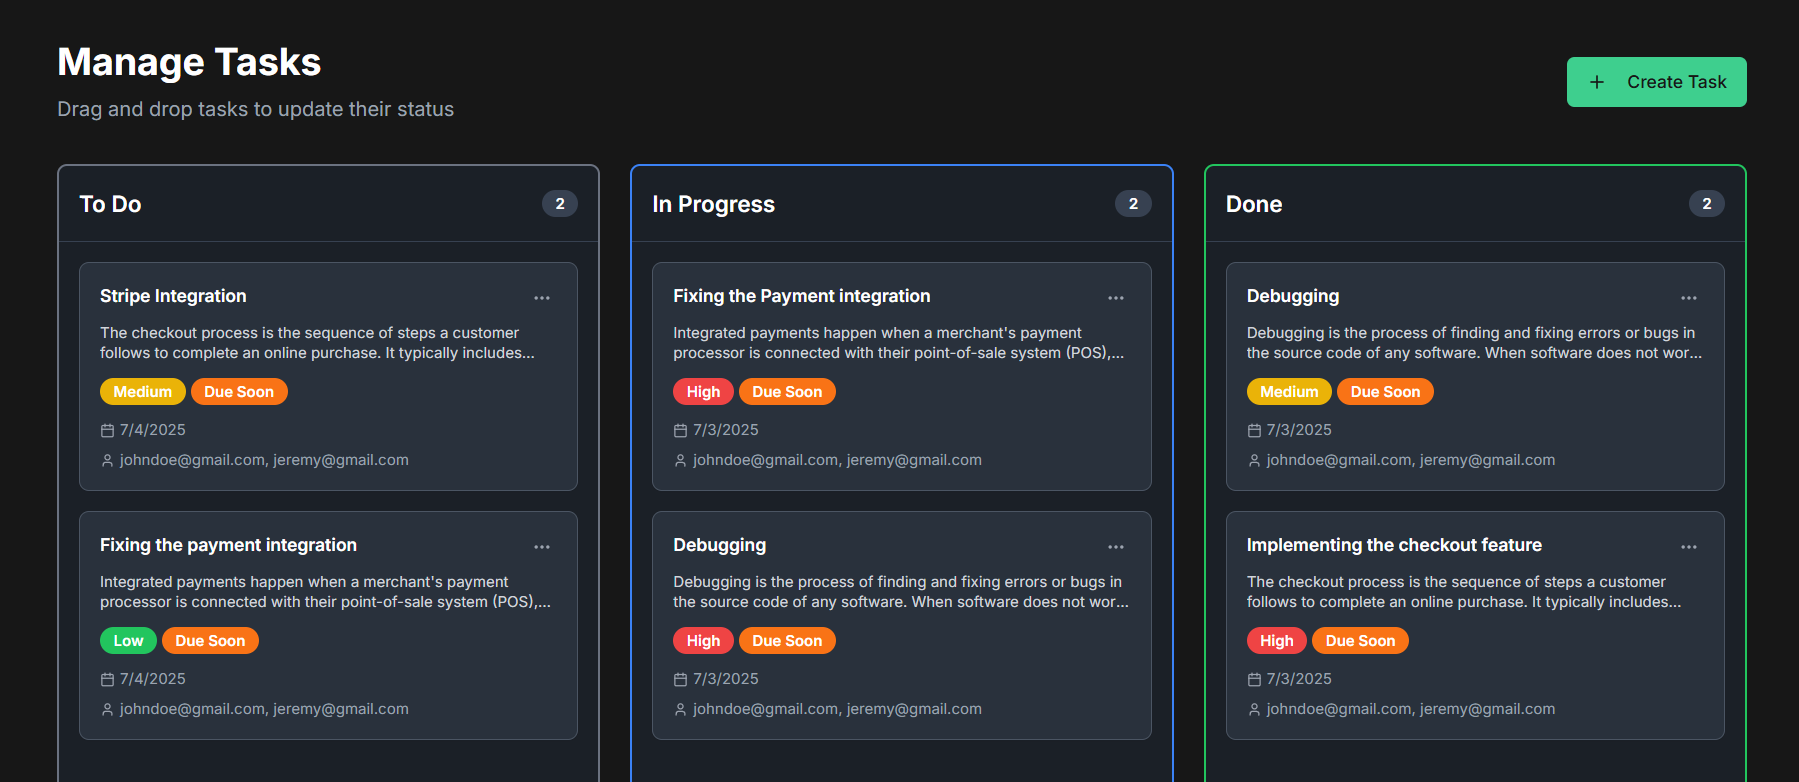 Manage Tasks
Drag and drop tasks to update their status
Create Task
To Do
2
Stripe Integration
The checkout process is the sequence of steps a customer
follows to complete an online purchase. It typically includes...
Medium
Due Soon
7/4/2025
johndoe@gmail.com, jeremy@gmail.com
Fixing the payment integration
Integrated payments happen when a merchant's payment
processor is connected with their point-of-sale system (POS),...
Low
Due Soon
7/4/2025
johndoe@gmail.com, jeremy@gmail.com
In Progress
2
Fixing the Payment integration
Integrated payments happen when a merchant's payment
processor is connected with their point-of-sale system (POS),...
High
Due Soon
7/3/2025
johndoe@gmail.com, jeremy@gmail.com
Debugging
Debugging is the process of finding and fixing errors or bugs in
the source code of any software. When software does not wor...
High
Due Soon
7/3/2025
johndoe@gmail.com, jeremy@gmail.com
Done
2
Debugging
Debugging is the process of finding and fixing errors or bugs in
the source code of any software. When software does not wor...
Medium
Due Soon
7/3/2025
johndoe@gmail.com, jeremy@gmail.com
Implementing the checkout feature
The checkout process is the sequence of steps a customer
follows to complete an online purchase. It typically includes...
High
Due Soon
7/3/2025
johndoe@gmail.com, jeremy@gmail.com